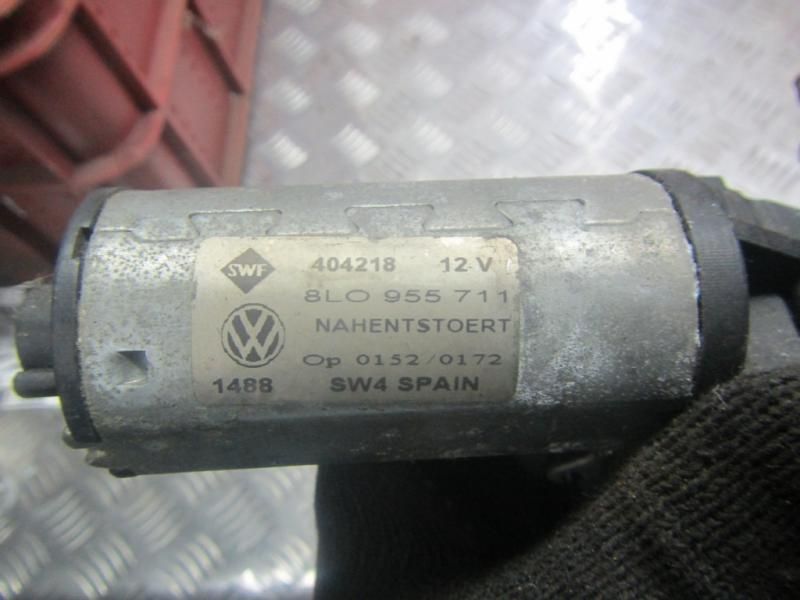 SWF 404218 12 V
8L0 955 711
NAHENTSTOERT
Op 0152/0172
1488 SW4 SPAIN